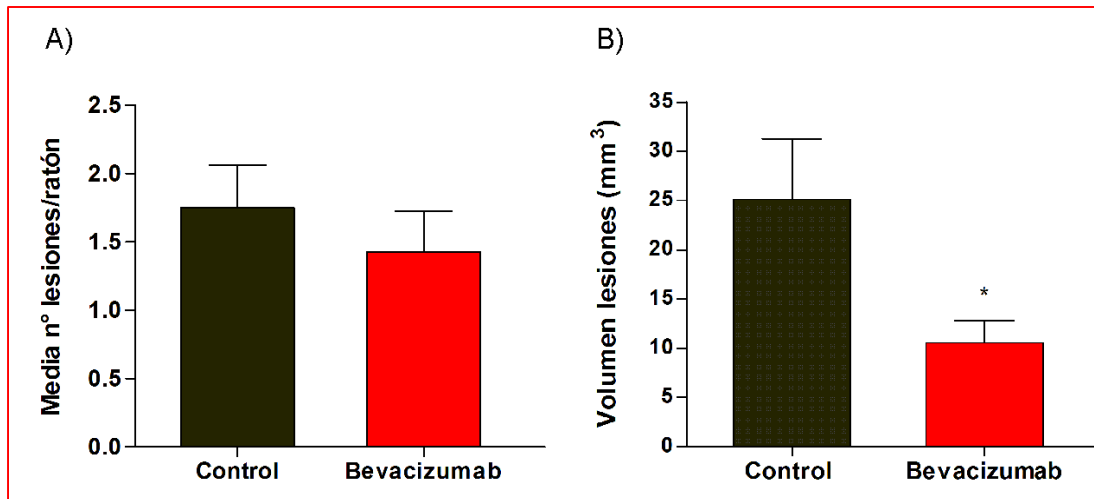 A)
Media nº lesiones/ratón
2.5
2.0
1.5
1.0
0.5
0.0
Control
Bevacizumab
B)
Volumen lesiones (mm³)
35
30
25
20
15
10
5
0
*
Control
Bevacizumab